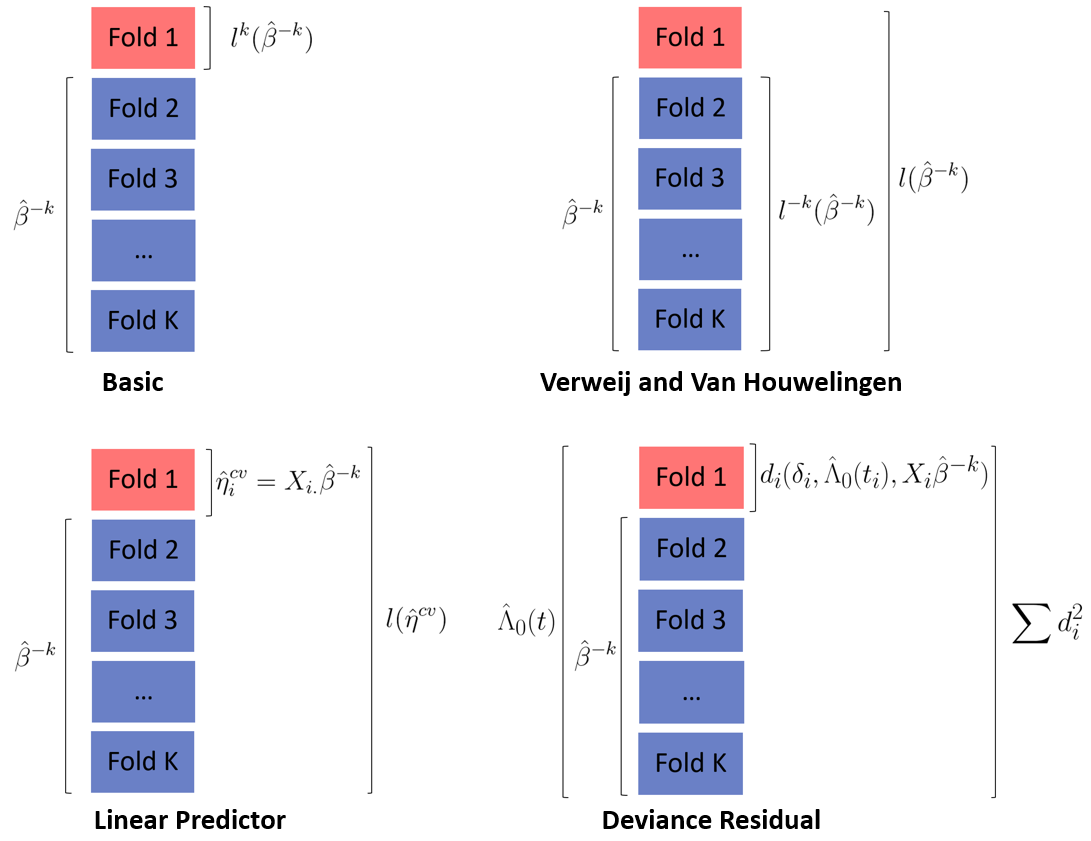 Fold 1
$l^k(\hat{\beta}^{-k})$
Fold 2
Fold 3
$\hat{\beta}^{-k}$
...
Fold K
Basic
Fold 1
Fold 2
Fold 3
$l(\hat{\beta}^{-k})$
$\hat{\beta}^{-k}$
$l^{-k}(\hat{\beta}^{-k})$
...
Fold K
Verweij and Van Houwelingen
Fold 1
$\hat{\eta}_i^{cv} = X_{i.}\hat{\beta}^{-k}$
Fold 2
Fold 3
$l(\hat{\eta}^{cv})$
$\hat{\beta}^{-k}$
...
Fold K
Linear Predictor
Fold 1
$d_i(\delta_i, \hat{\Lambda}_0(t_i), X_i\hat{\beta}^{-k})$
Fold 2
$\hat{\Lambda}_0(t)$
Fold 3
$\sum d_i^2$
$\hat{\beta}^{-k}$
...
Fold K
Deviance Residual